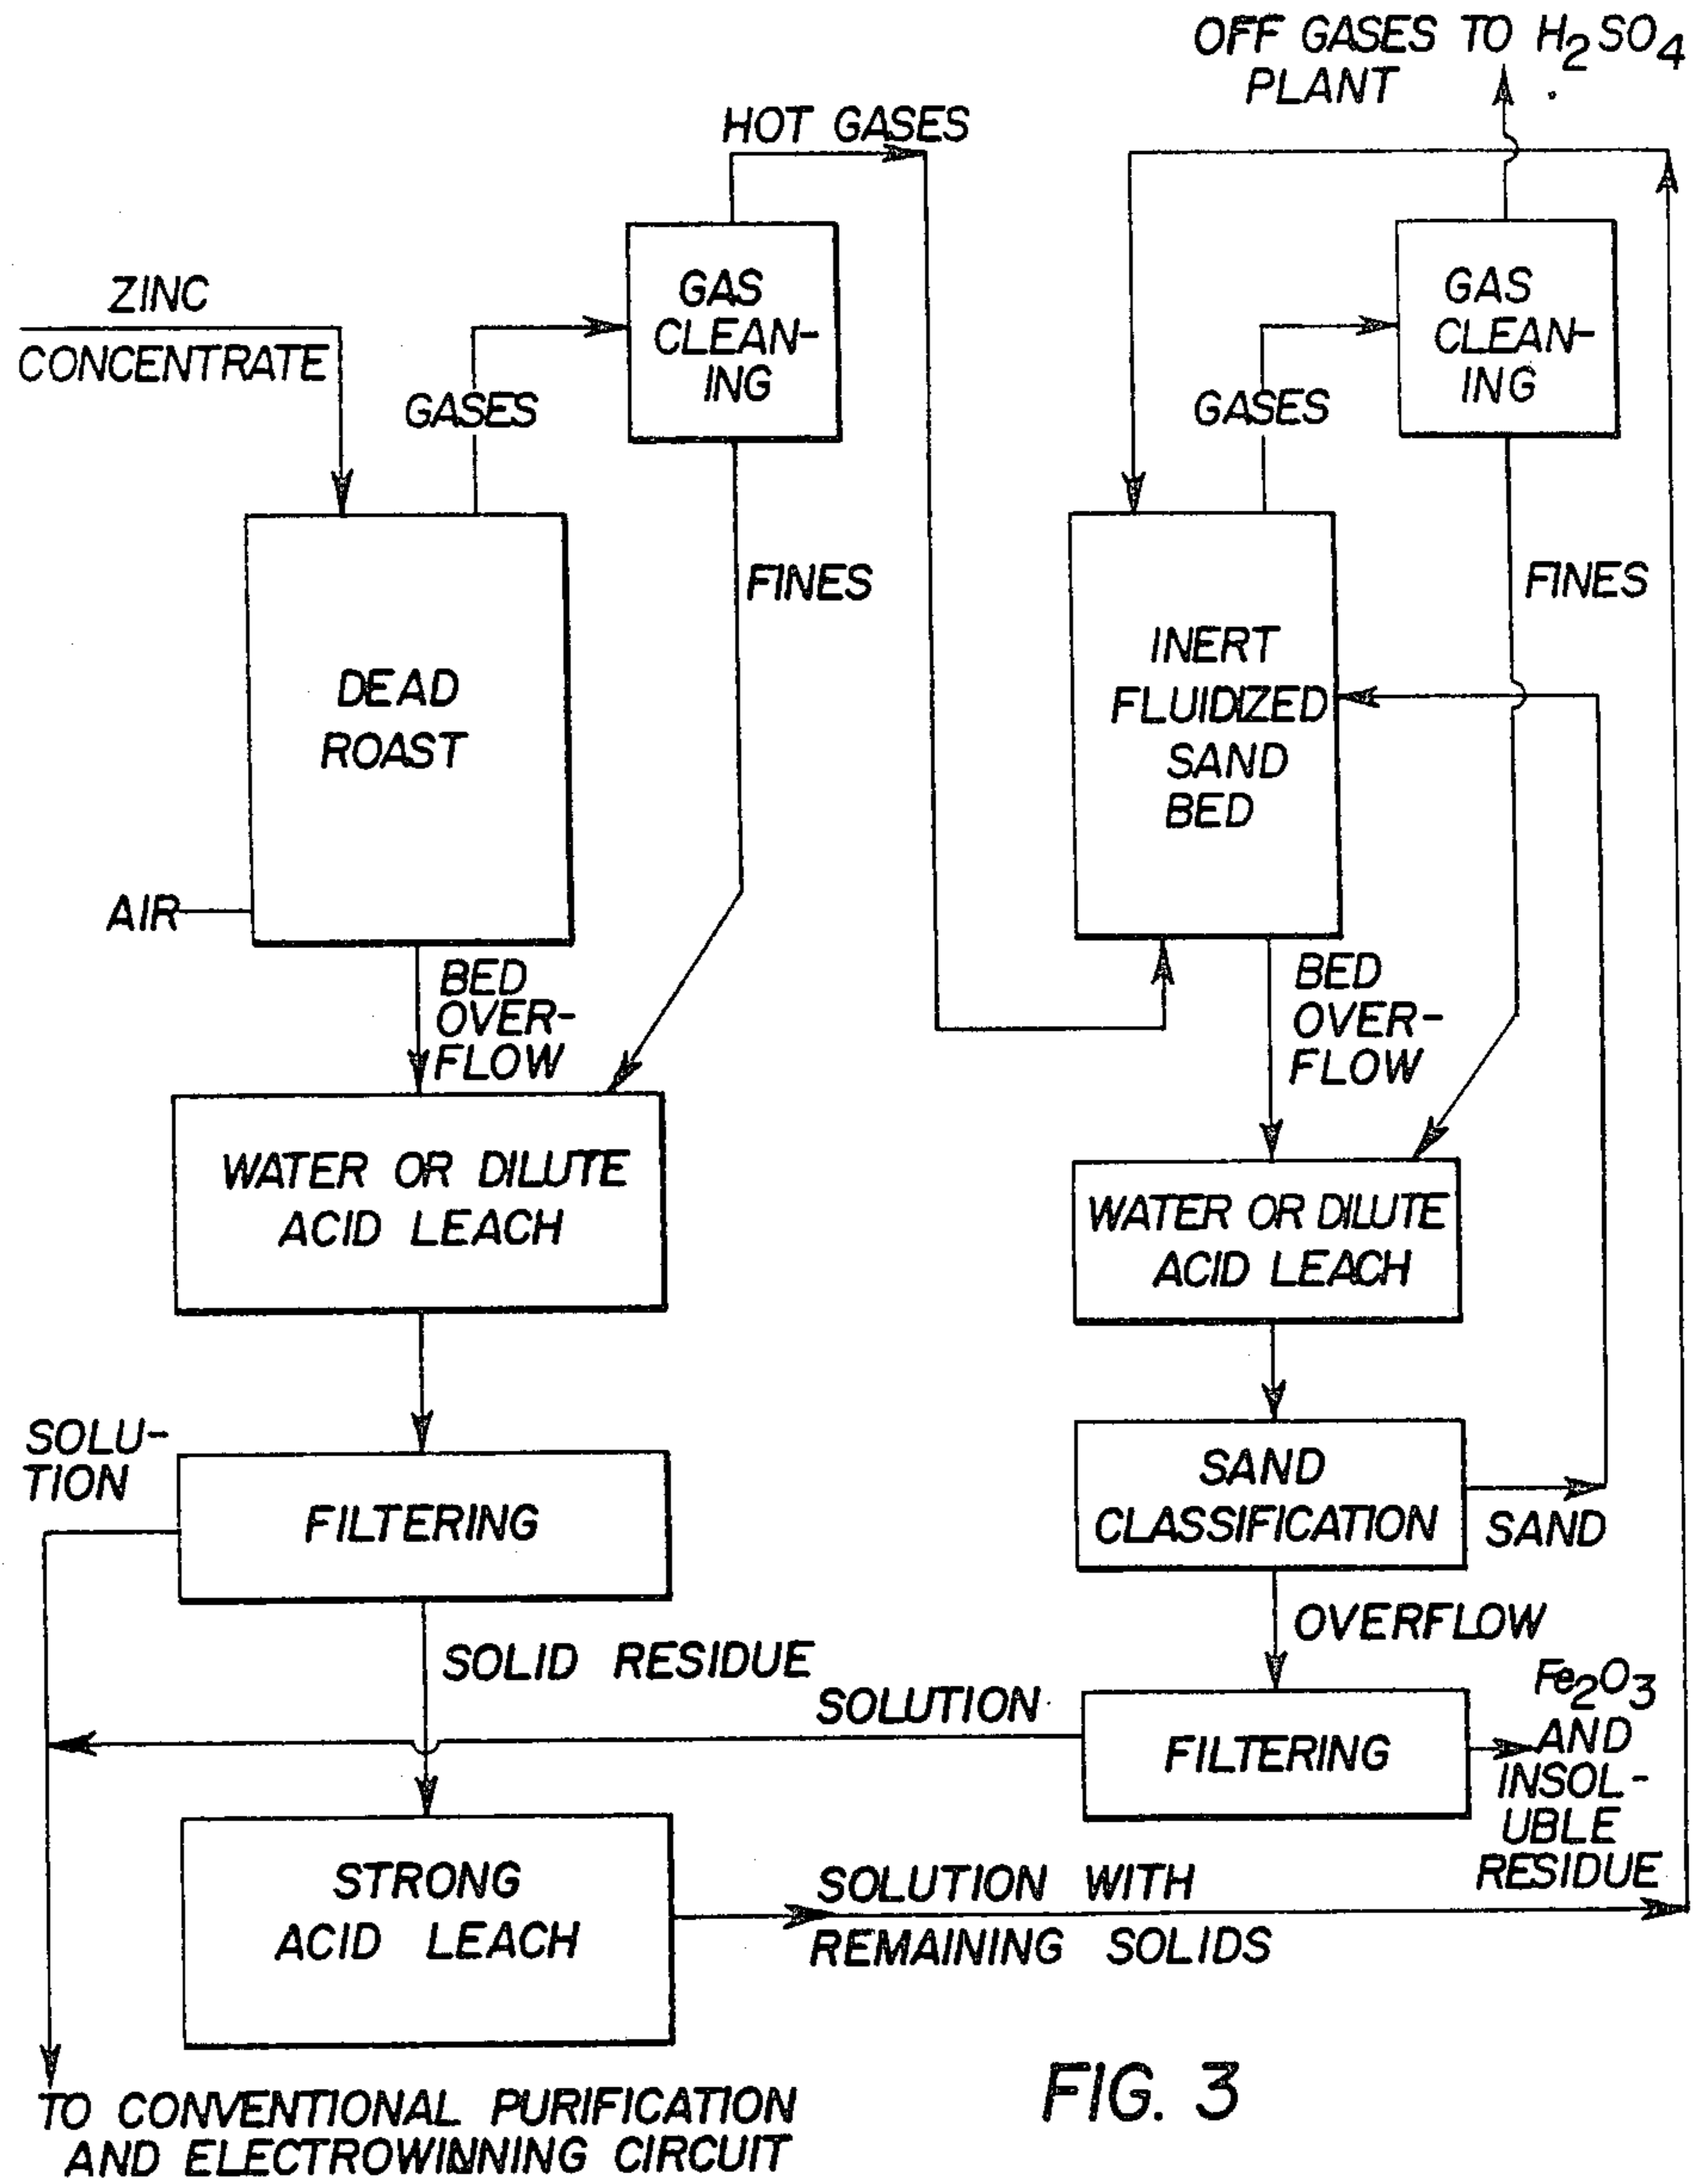 OFF GASES TO H2SO4
PLANT
HOT GASES
ZINC
CONCENTRATE
GASES
GAS
CLEAN-
ING
GASES
GAS
CLEAN-
ING
FINES
FINES
DEAD
ROAST
INERT
FLUIDIZED
SAND
BED
AIR
BED
OVER-
FLOW
BED
OVER-
FLOW
WATER OR DILUTE
ACID LEACH
WATER OR DILUTE
ACID LEACH
SOLU-
TION
FILTERING
SAND
CLASSIFICATION
SAND
SOLID RESIDUE
OVERFLOW
SOLUTION
FILTERING
Fe2O3
AND
INSOL-
UBLE
RESIDUE
STRONG
ACID LEACH
SOLUTION WITH
REMAINING SOLIDS
TO CONVENTIONAL PURIFICATION
AND ELECTROWINNING CIRCUIT
FIG. 3